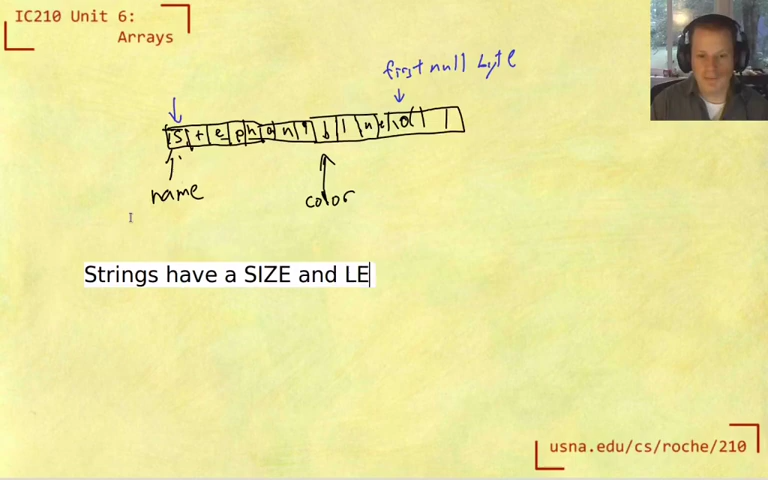 IC210 Unit 6:
Arrays
first null byte
S t e p h a n i b l u e \0
name
color
Strings have a SIZE and LE
usna.edu/cs/roche/210